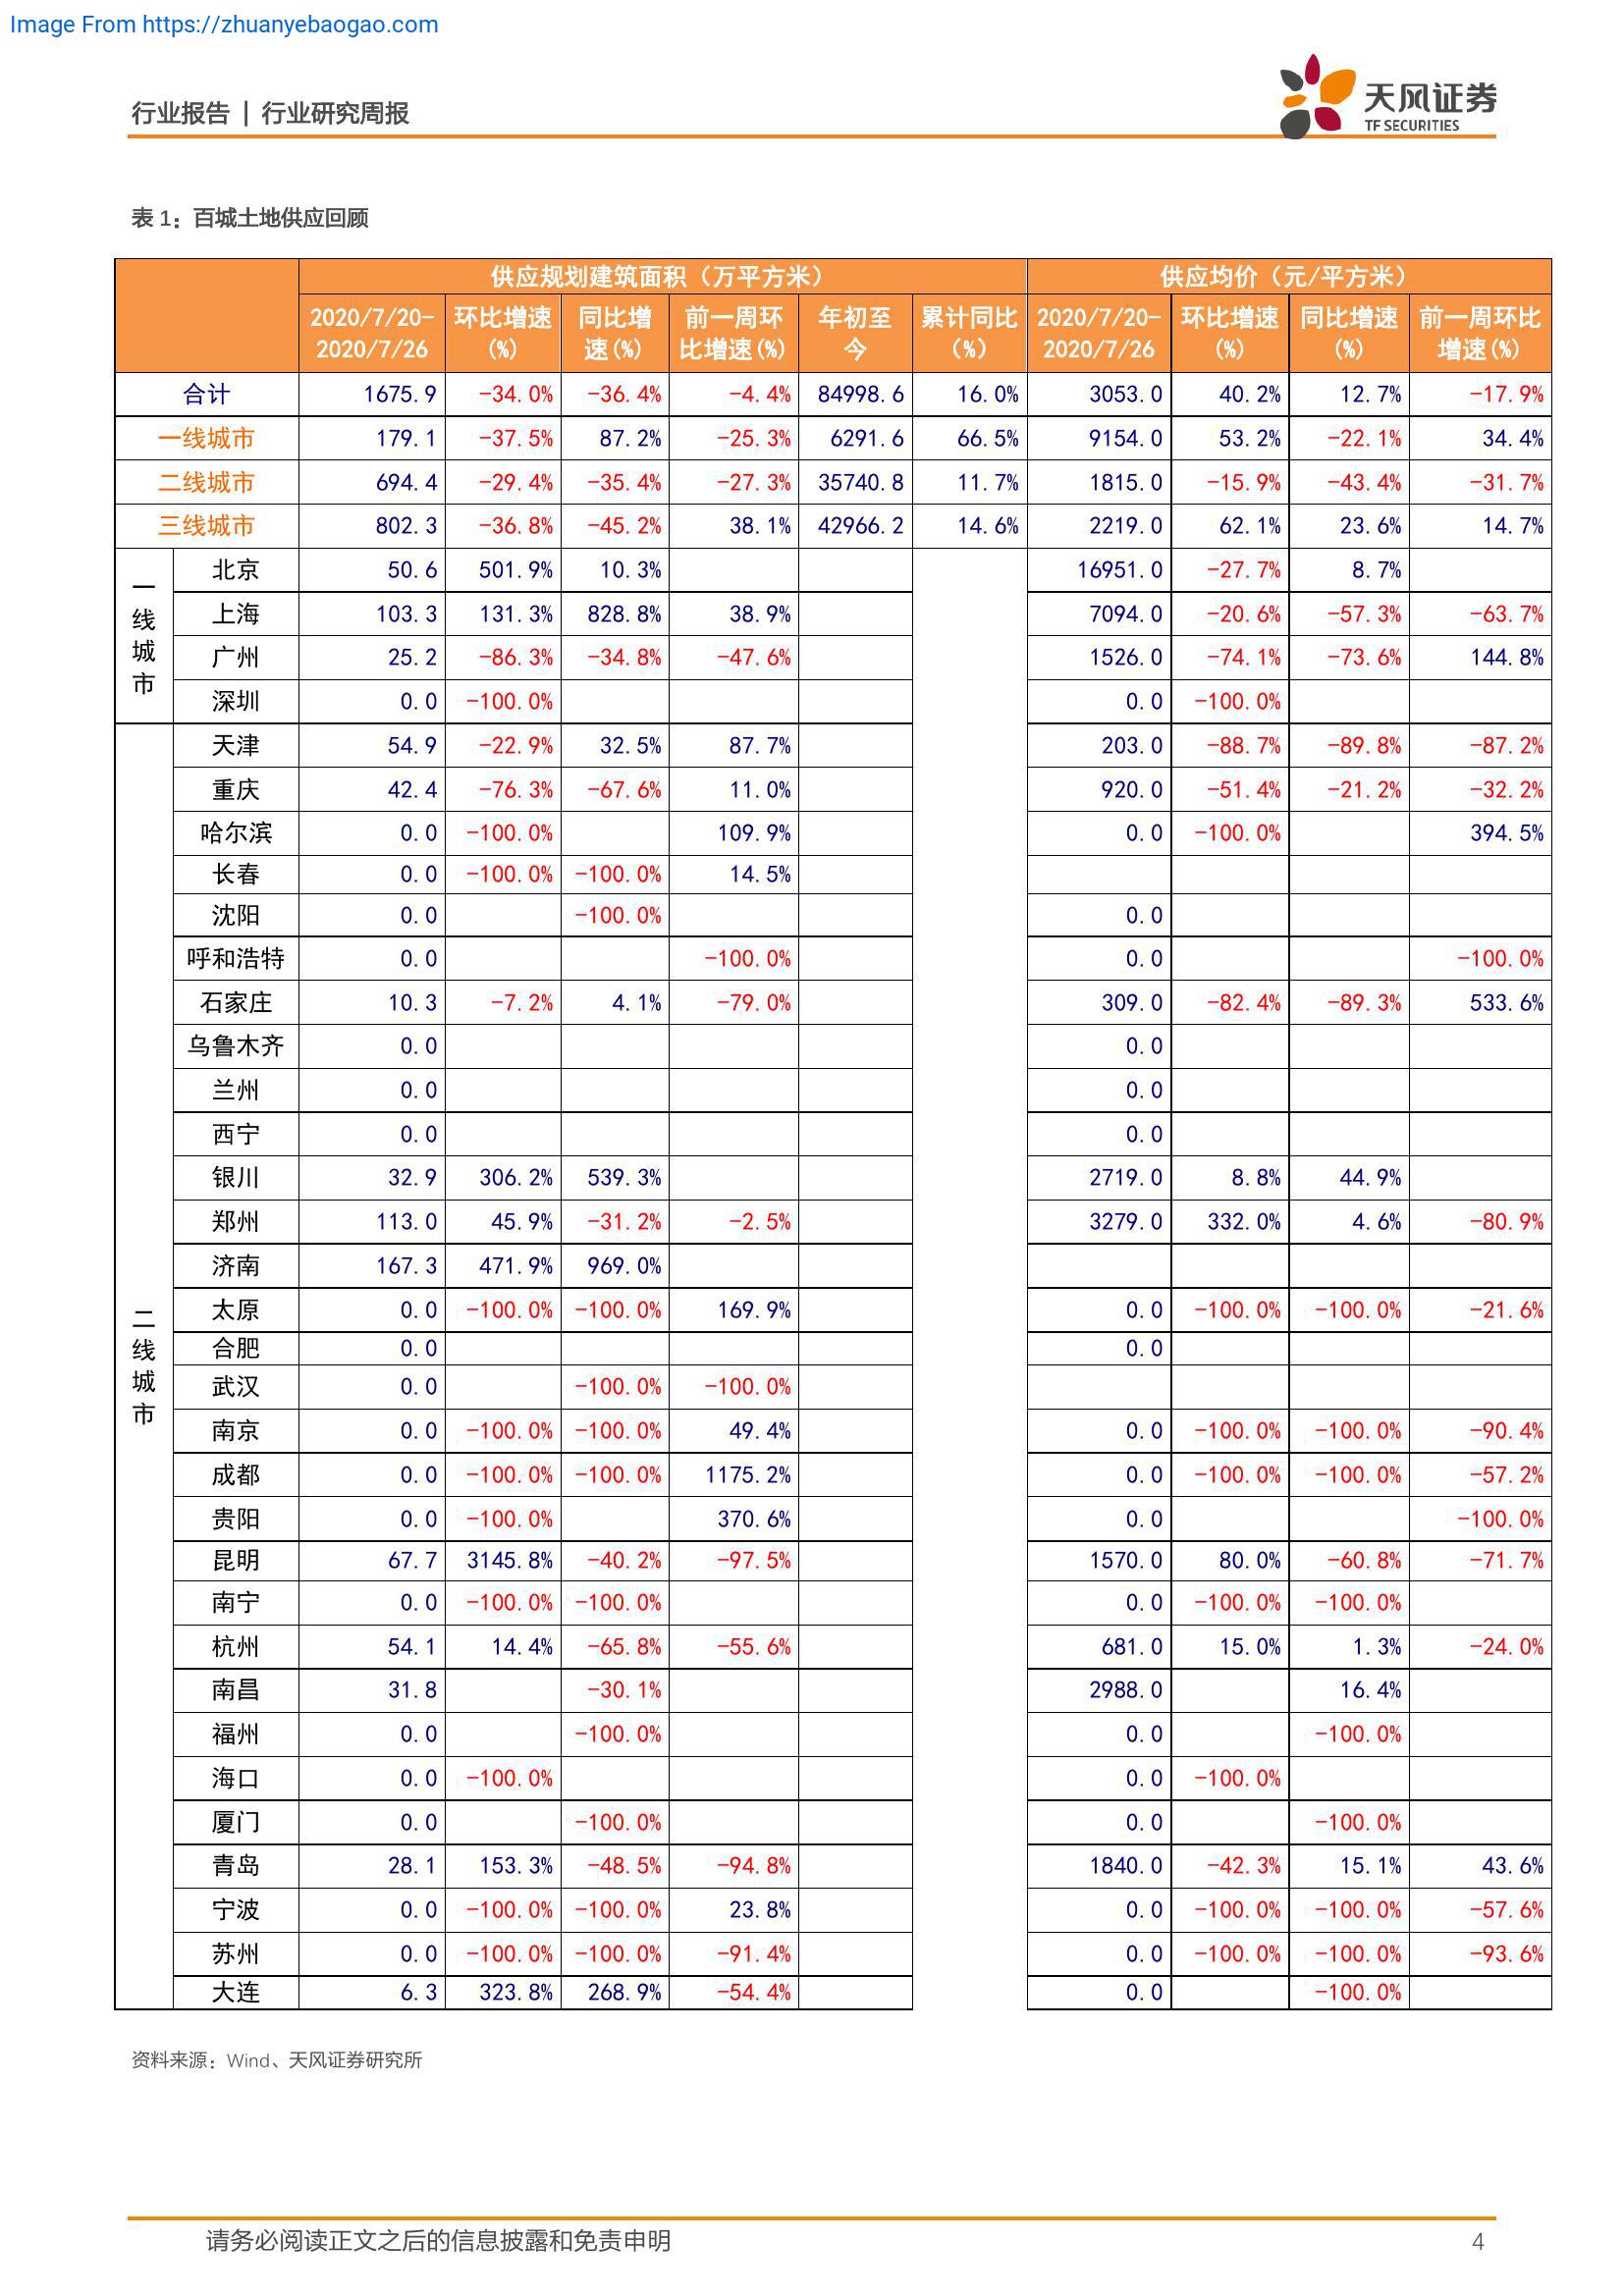 Image From https://zhuanyebaogao.com
行业报告 | 行业研究周报
天风证券
TF SECURITIES
表 1：百城土地供应回顾
供应规划建筑面积（万平方米） 供应均价（元/平方米）
2020/7/20-2020/7/26 环比增速(%) 同比增速(%) 前一周环比增速(%) 年初至今 累计同比(%) 2020/7/20-2020/7/26 环比增速(%) 同比增速(%) 前一周环比增速(%)
合计 1675.9 -34.0% -36.4% -4.4% 84998.6 16.0% 3053.0 40.2% 12.7% -17.9%
一线城市 179.1 -37.5% 87.2% -25.3% 6291.6 66.5% 9154.0 53.2% -22.1% 34.4%
二线城市 694.4 -29.4% -35.4% -27.3% 35740.8 11.7% 1815.0 -15.9% -43.4% -31.7%
三线城市 802.3 -36.8% -45.2% 38.1% 42966.2 14.6% 2219.0 62.1% 23.6% 14.7%
一线城市
北京 50.6 501.9% 10.3% 16951.0 -27.7% 8.7%
上海 103.3 131.3% 828.8% 38.9% 7094.0 -20.6% -57.3% -63.7%
广州 25.2 -86.3% -34.8% -47.6% 1526.0 -74.1% -73.6% 144.8%
深圳 0.0 -100.0% 0.0 -100.0%
二线城市
天津 54.9 -22.9% 32.5% 87.7% 203.0 -88.7% -89.8% -87.2%
重庆 42.4 -76.3% -67.6% 11.0% 920.0 -51.4% -21.2% -32.2%
哈尔滨 0.0 -100.0% 109.9% 0.0 -100.0% 394.5%
长春 0.0 -100.0% -100.0% 14.5%
沈阳 0.0 -100.0% 0.0
呼和浩特 0.0 -100.0% 0.0 -100.0%
石家庄 10.3 -7.2% 4.1% -79.0% 309.0 -82.4% -89.3% 533.6%
乌鲁木齐 0.0 0.0
兰州 0.0 0.0
西宁 0.0 0.0
银川 32.9 306.2% 539.3% 2719.0 8.8% 44.9%
郑州 113.0 45.9% -31.2% -2.5% 3279.0 332.0% 4.6% -80.9%
济南 167.3 471.9% 969.0%
太原 0.0 -100.0% -100.0% 169.9% 0.0 -100.0% -100.0% -21.6%
合肥 0.0 0.0
武汉 0.0 -100.0% -100.0%
南京 0.0 -100.0% -100.0% 49.4% 0.0 -100.0% -100.0% -90.4%
成都 0.0 -100.0% -100.0% 1175.2% 0.0 -100.0% -100.0% -57.2%
贵阳 0.0 -100.0% 370.6% 0.0 -100.0%
昆明 67.7 3145.8% -40.2% -97.5% 1570.0 80.0% -60.8% -71.7%
南宁 0.0 -100.0% -100.0% 0.0 -100.0% -100.0%
杭州 54.1 14.4% -65.8% -55.6% 681.0 15.0% 1.3% -24.0%
南昌 31.8 -30.1% 2988.0 16.4%
福州 0.0 -100.0% 0.0 -100.0%
海口 0.0 -100.0% 0.0 -100.0%
厦门 0.0 -100.0% 0.0 -100.0%
青岛 28.1 153.3% -48.5% -94.8% 1840.0 -42.3% 15.1% 43.6%
宁波 0.0 -100.0% -100.0% 23.8% 0.0 -100.0% -100.0% -57.6%
苏州 0.0 -100.0% -100.0% -91.4% 0.0 -100.0% -100.0% -93.6%
大连 6.3 323.8% 268.9% -54.4% 0.0 -100.0%
资料来源：Wind、天风证券研究所
请务必阅读正文之后的信息披露和免责申明 4